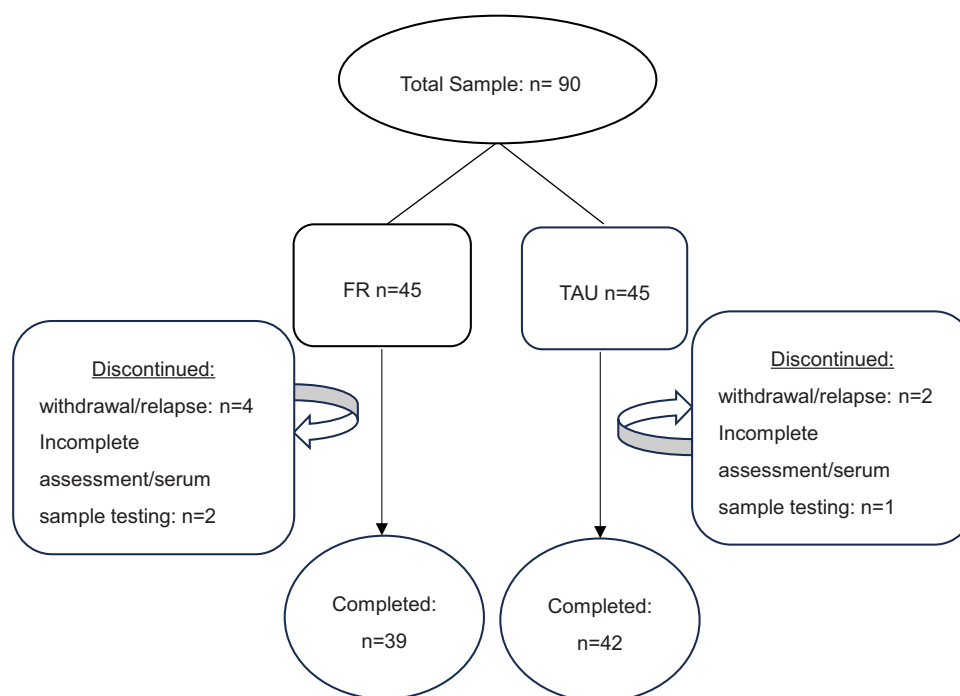 Total Sample: n= 90
FR n=45
TAU n=45
Discontinued:
withdrawal/relapse: n=4
Incomplete
assessment/serum
sample testing: n=2
Discontinued:
withdrawal/relapse: n=2
Incomplete
assessment/serum
sample testing: n=1
Completed:
n=39
Completed:
n=42